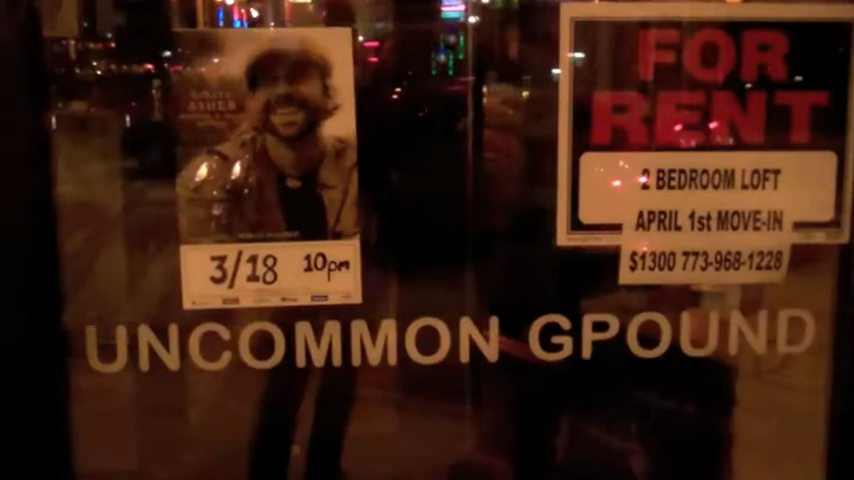 ASHER
3/18 10pm
FOR
RENT
2 BEDROOM LOFT
APRIL 1st MOVE-IN
$1300 773-968-1228
UNCOMMON GPOUND